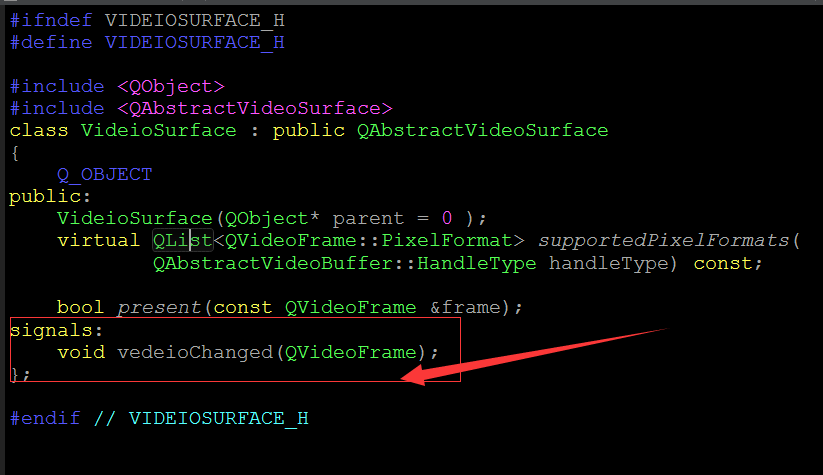 #ifndef VIDEIOSURFACE_H
#define VIDEIOSURFACE_H
#include <QObject>
#include <QAbstractVideoSurface>
class VideioSurface : public QAbstractVideoSurface
{
Q_OBJECT
public:
VideioSurface(QObject* parent = 0 );
virtual QList<QVideoFrame::PixelFormat> supportedPixelFormats(
QAbstractVideoBuffer::HandleType handleType) const;
bool present(const QVideoFrame &frame);
signals:
void vedeioChanged(QVideoFrame);
};
#endif // VIDEIOSURFACE_H